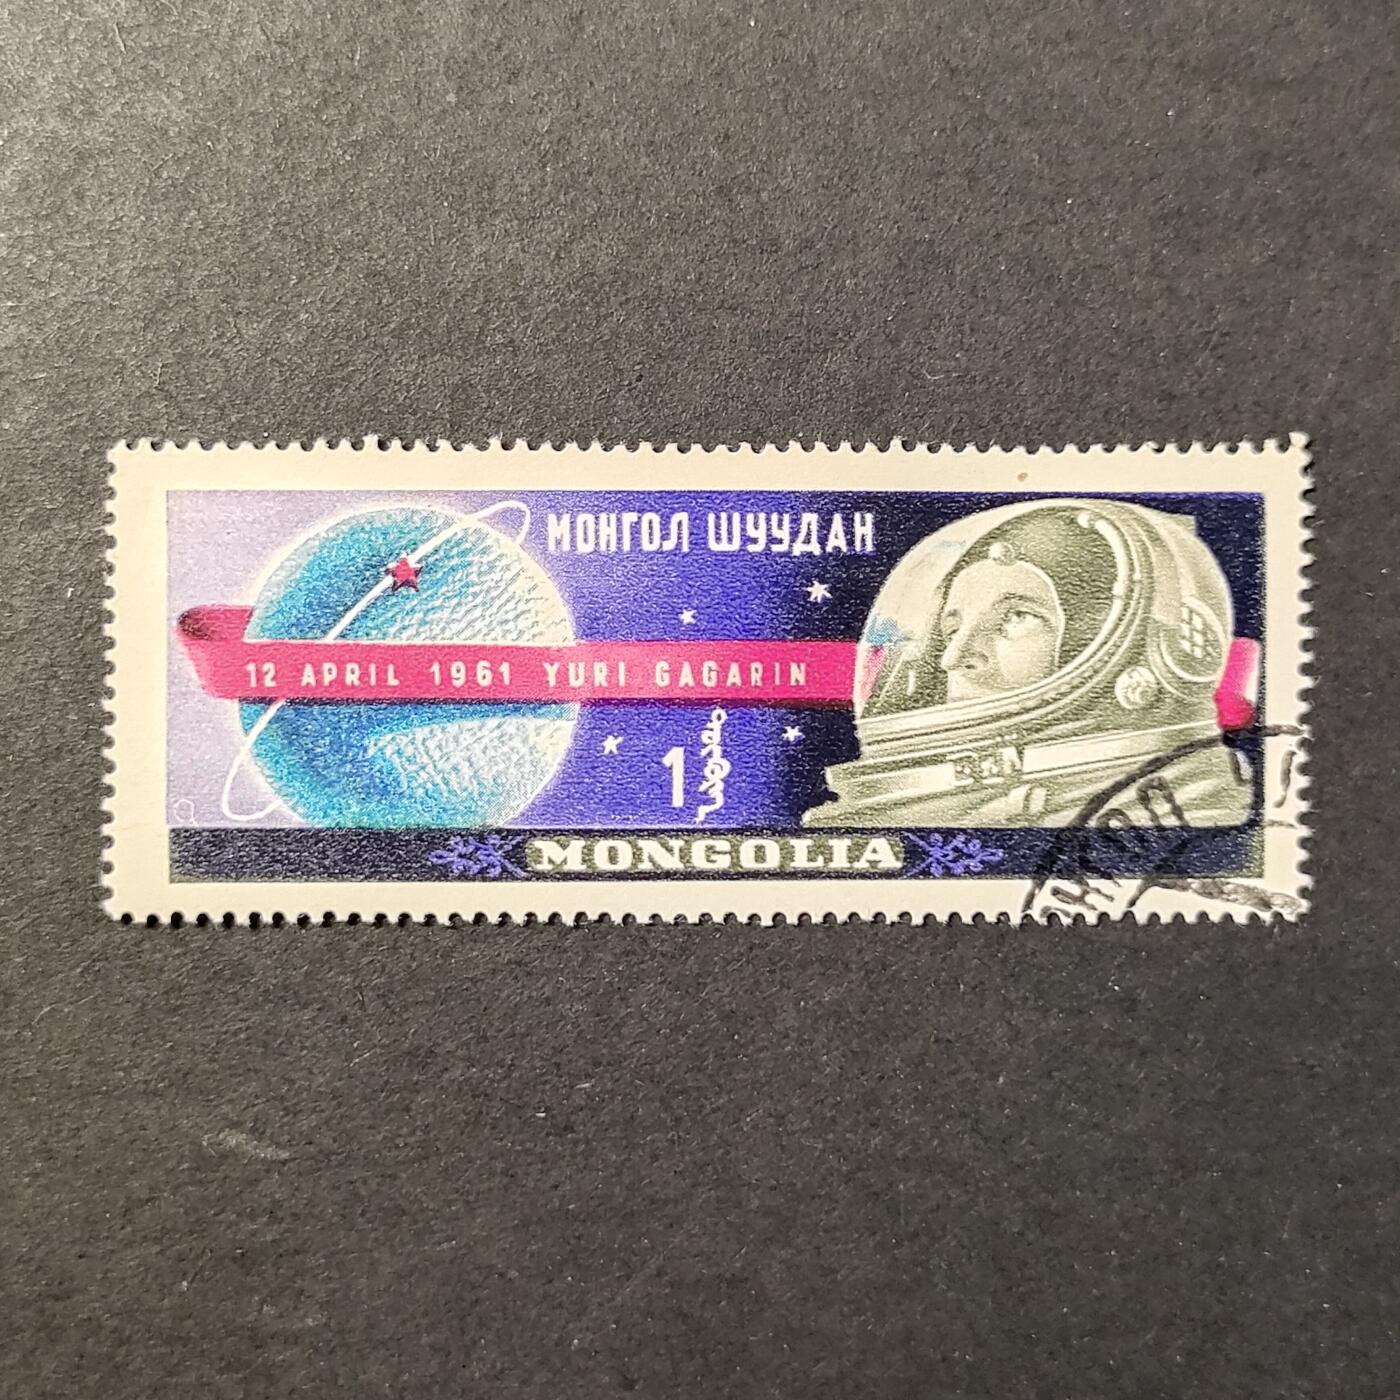 МОНГОЛ ШУУДАН
12 APRIL 1961 YURI GAGARIN
1
MONGOLIA